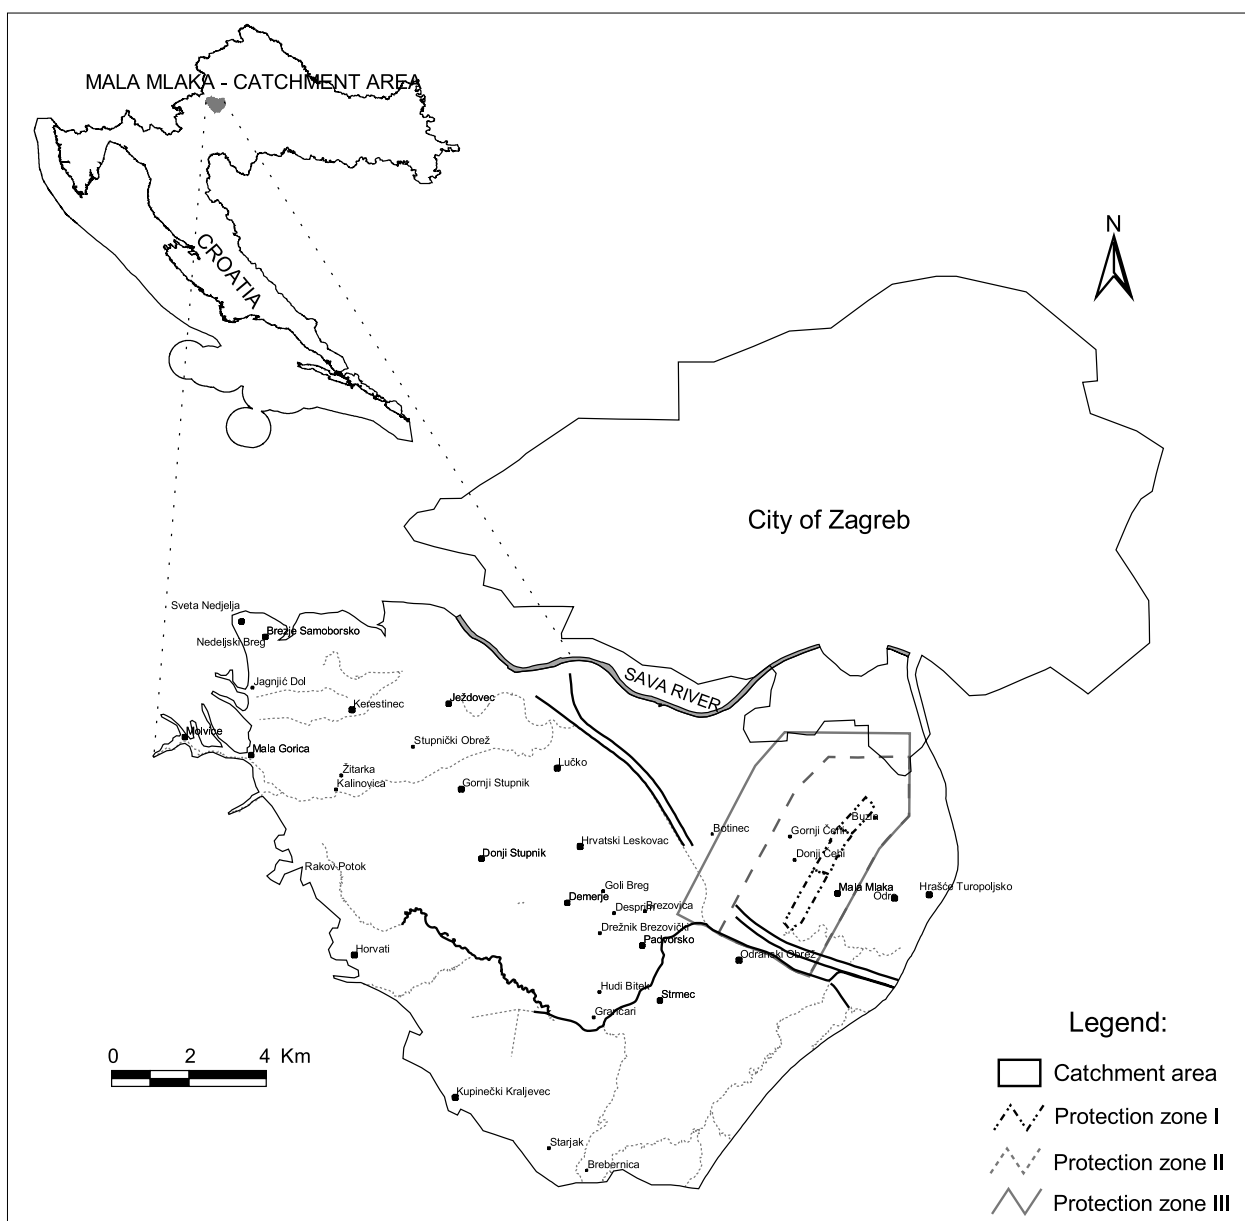 MALA MLAKA - CATCHMENT AREA
CROATIA
N
City of Zagreb
Sveta Nedjelja
Brezje Samoborsko
Nedeljski Breg
SAVA RIVER
Jagnjić Dol
Kerestinec
Ježdovec
Molvice
Mala Gorica
Stupnički Obrež
Žitarka
Kalinovica
Gornji Stupnik
Lučko
Botinec
Gornji Čehi
Buzin
Hrvatski Leskovac
Donji Stupnik
Donji Čehi
Rakov Potok
Goli Breg
Mala Mlaka
Odra
Hrašće Turopoljsko
Demerje
Desprim
Brezovica
Drežnik Brezovički
Padvorsko
Horvati
Odranski Obrež
Hudi Bitek
Strmec
Grancari
Kupinečki Kraljevec
Starjak
Brebernica
0 2 4 Km
Legend:
Catchment area
Protection zone I
Protection zone II
Protection zone III